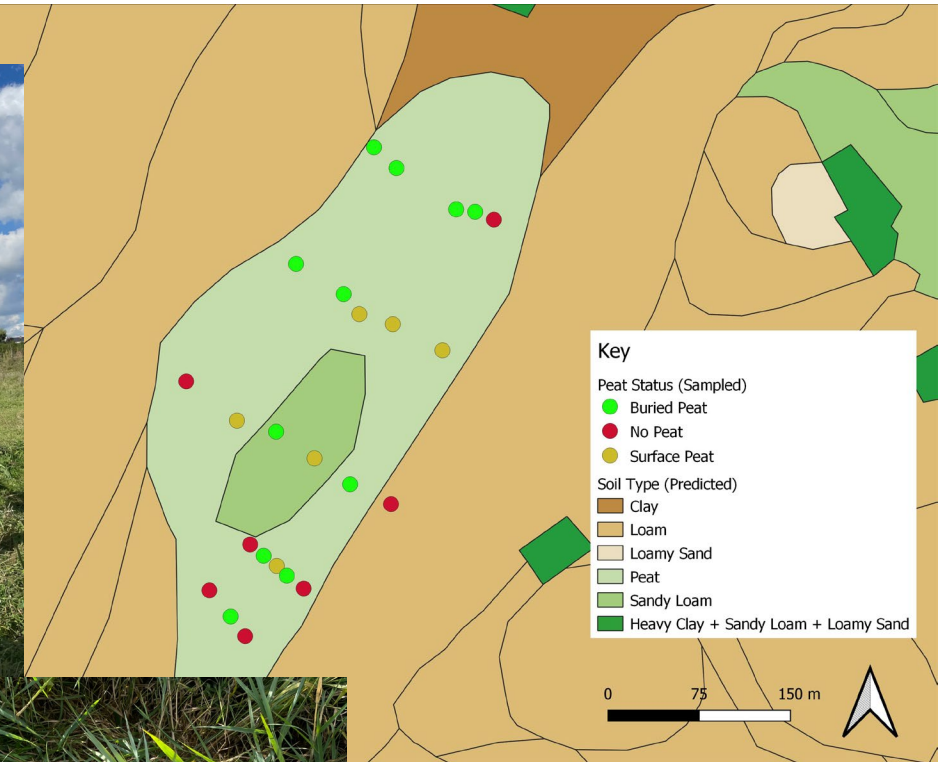 Key
Peat Status (Sampled)
Buried Peat
No Peat
Surface Peat
Soil Type (Predicted)
Clay
Loam
Loamy Sand
Peat
Sandy Loam
Heavy Clay + Sandy Loam + Loamy Sand
0 75 150 m